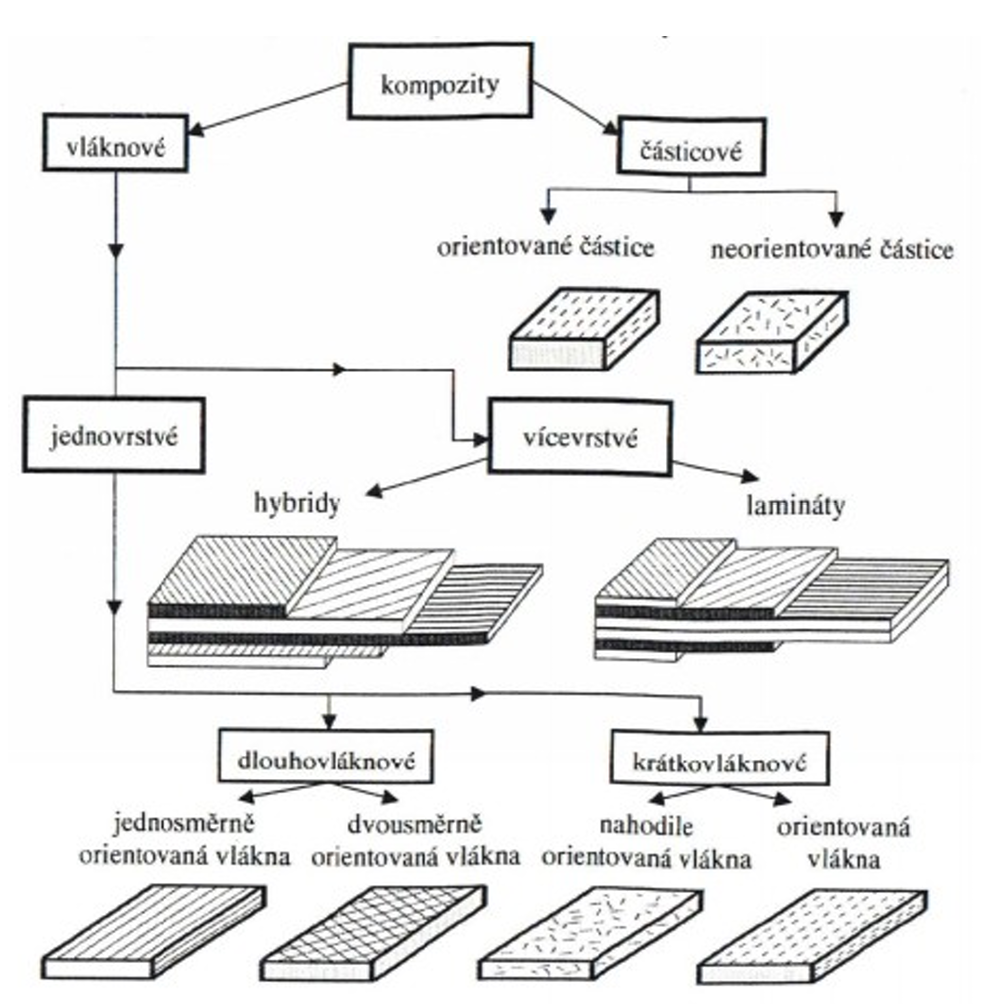 kompozity
vláknové
částicové
orientované částice
neorientované částice
jednovrstvé
vícevrstvé
hybridy
lamináty
dlouhovláknové
krátkovláknové
jednosměrně
orientovaná vlákna
dvousměrně
orientovaná vlákna
nahodile
orientovaná vlákna
orientovaná
vlákna